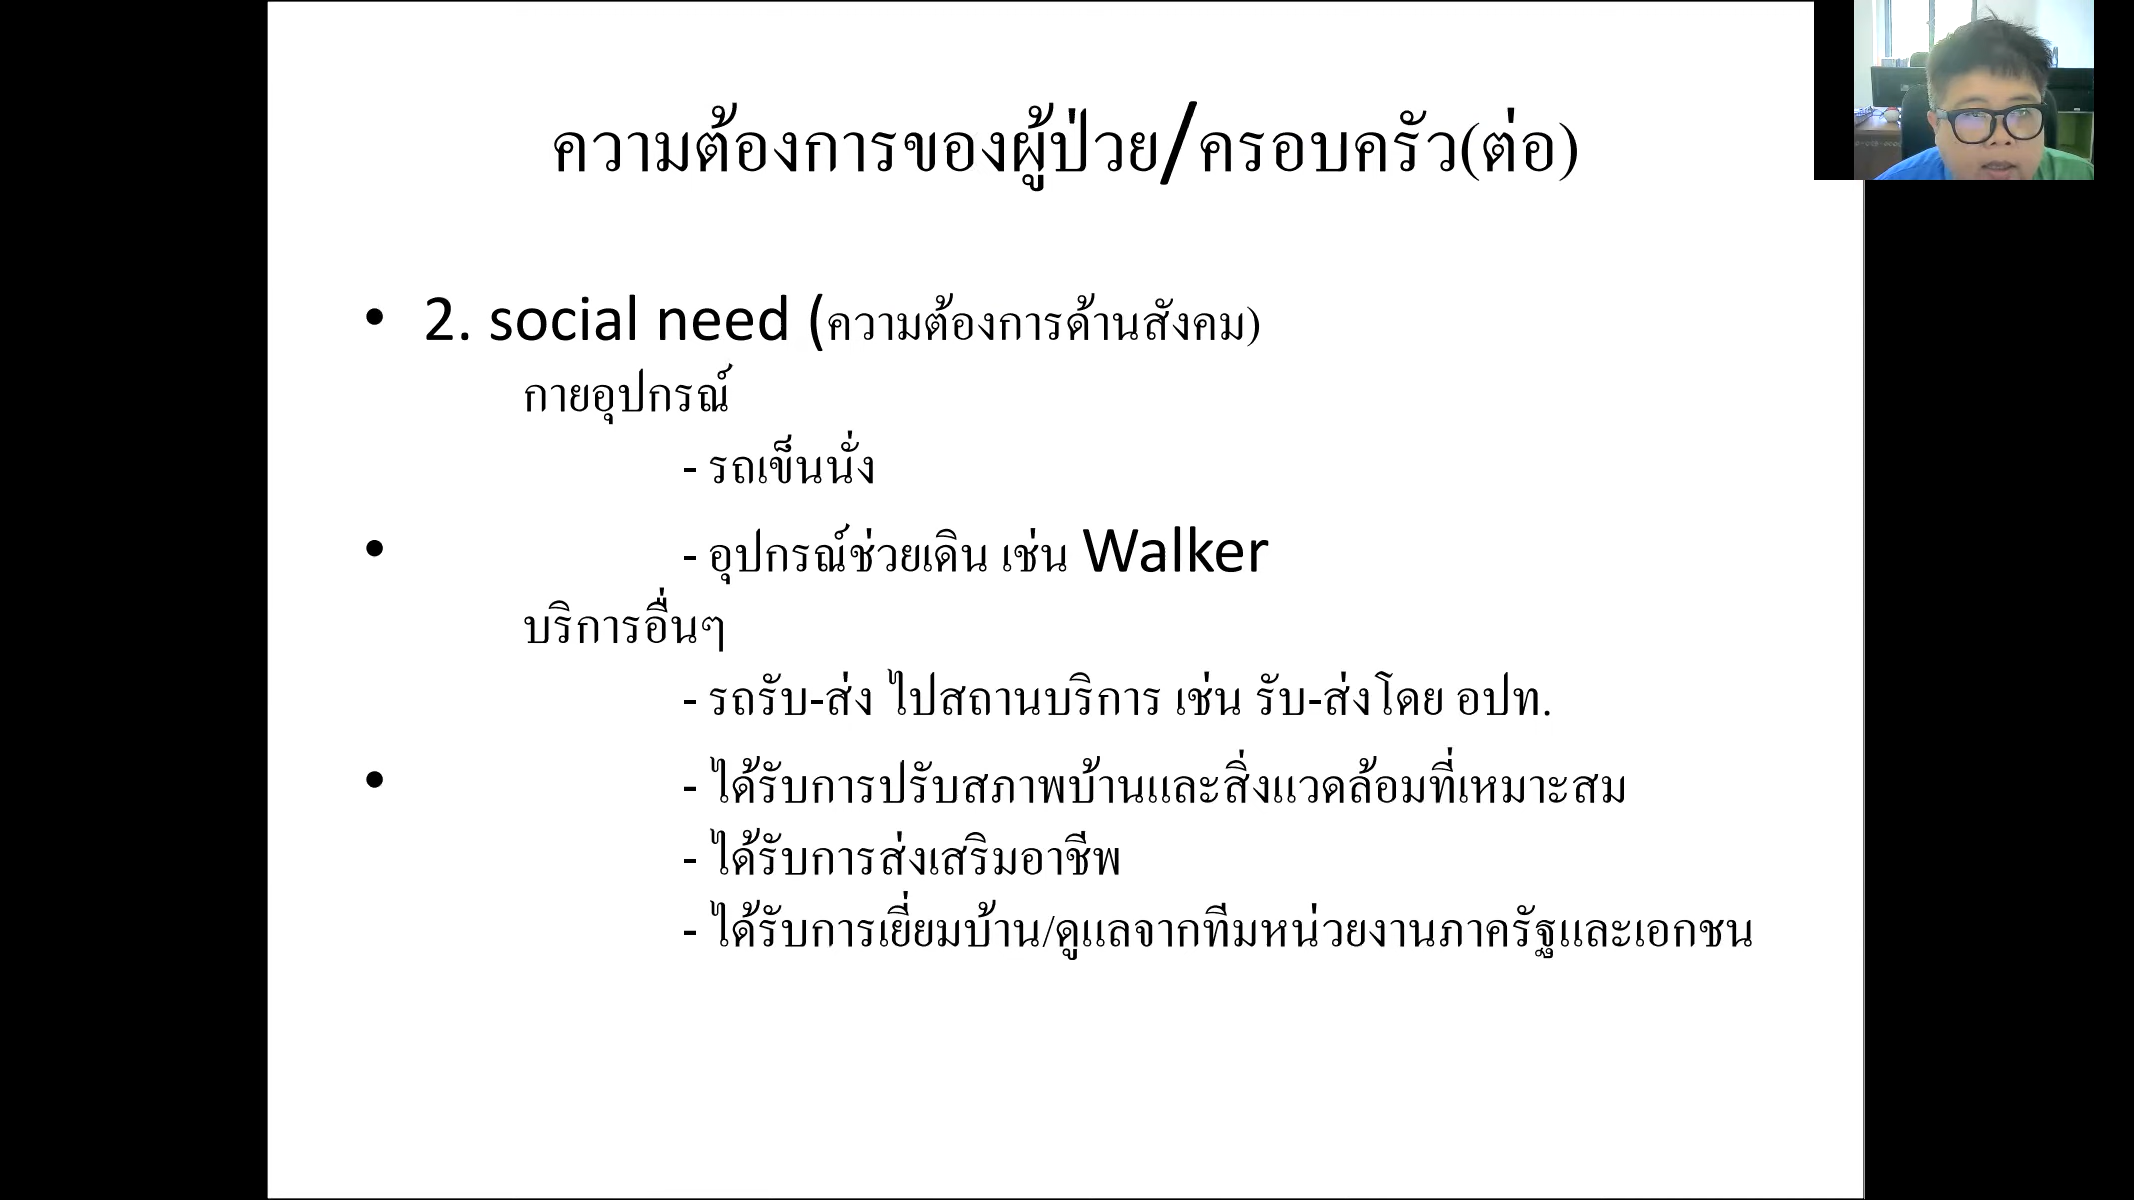 ความต้องการของผู้ป่วย/ครอบครัว(ต่อ)
• 2. social need (ความต้องการด้านสังคม)
กายอุปกรณ์
- รถเข็นนั่ง
• - อุปกรณ์ช่วยเดิน เช่น Walker
บริการอื่นๆ
- รถรับ-ส่ง ไปสถานบริการ เช่น รับ-ส่งโดย อปท.
• - ได้รับการปรับสภาพบ้านและสิ่งแวดล้อมที่เหมาะสม
- ได้รับการส่งเสริมอาชีพ
- ได้รับการเยี่ยมบ้าน/ดูแลจากทีมหน่วยงานภาครัฐและเอกชน